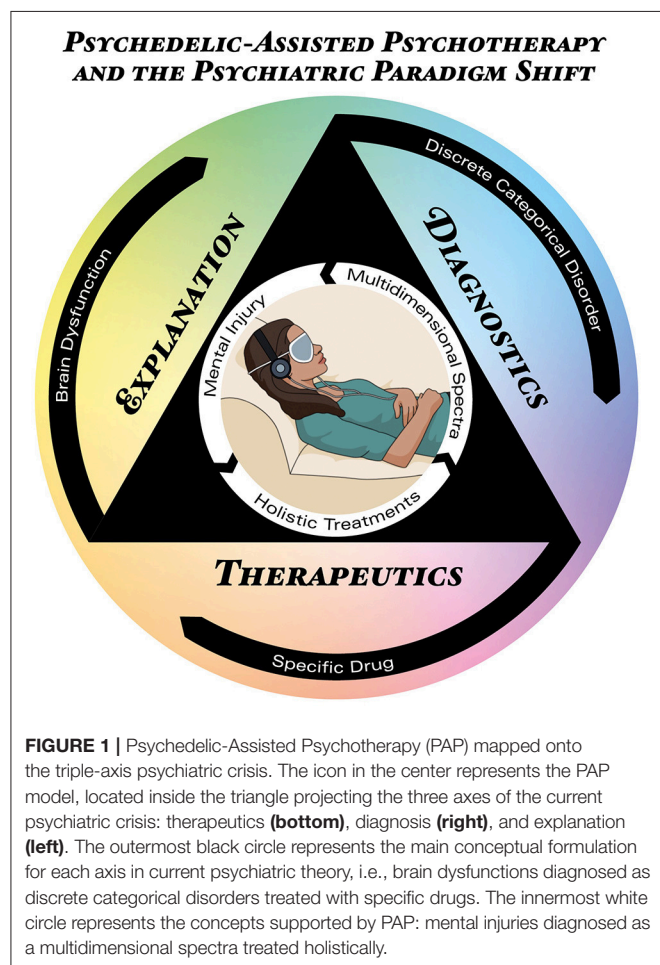 PSYCHEDELIC-ASSISTED PSYCHOTHERAPY
AND THE PSYCHIATRIC PARADIGM SHIFT
Discrete Categorical Disorder
Brain Dysfunction
EXPLANATION
DIAGNOSTICS
Mental Injury
Multidimensional Spectra
Holistic Treatments
THERAPEUTICS
Specific Drug
FIGURE 1 | Psychedelic-Assisted Psychotherapy (PAP) mapped onto
the triple-axis psychiatric crisis. The icon in the center represents the PAP
model, located inside the triangle projecting the three axes of the current
psychiatric crisis: therapeutics (bottom), diagnosis (right), and explanation
(left). The outermost black circle represents the main conceptual formulation
for each axis in current psychiatric theory, i.e., brain dysfunctions diagnosed as
discrete categorical disorders treated with specific drugs. The innermost white
circle represents the concepts supported by PAP: mental injuries diagnosed as
a multidimensional spectra treated holistically.